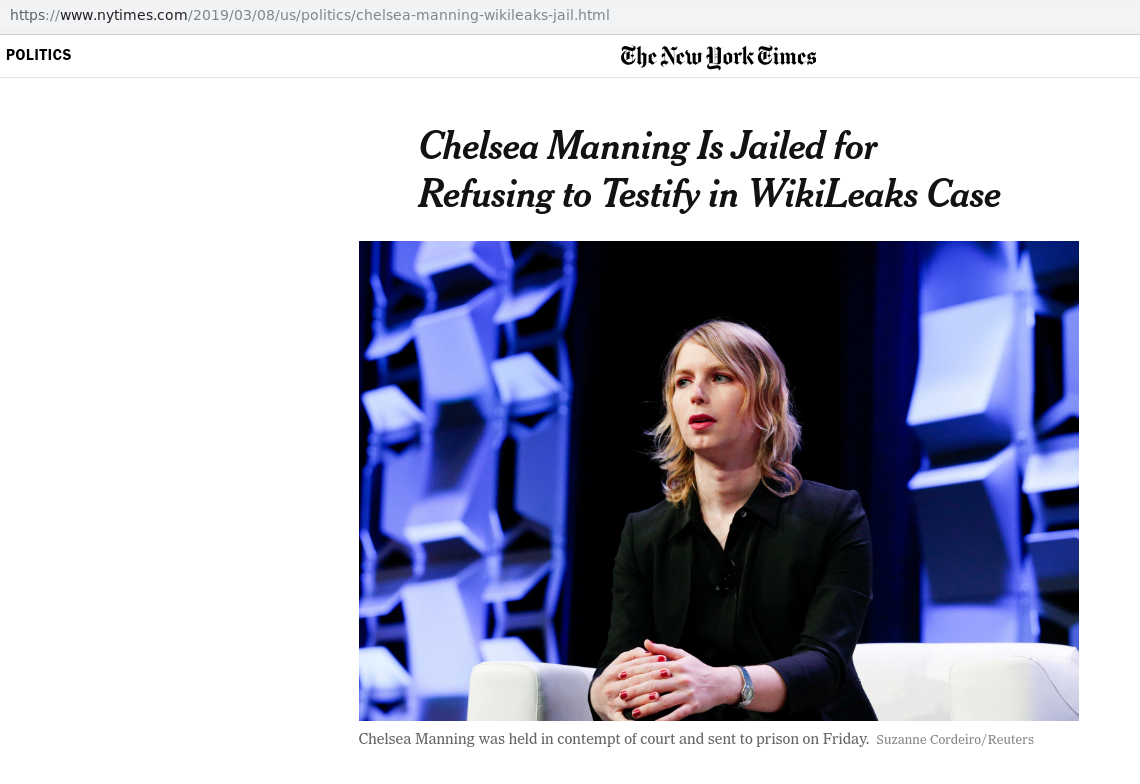 https://www.nytimes.com/2019/03/08/us/politics/chelsea-manning-wikileaks-jail.html
POLITICS
The New York Times
Chelsea Manning Is Jailed for
Refusing to Testify in WikiLeaks Case
Chelsea Manning was held in contempt of court and sent to prison on Friday. Suzanne Cordeiro/Reuters